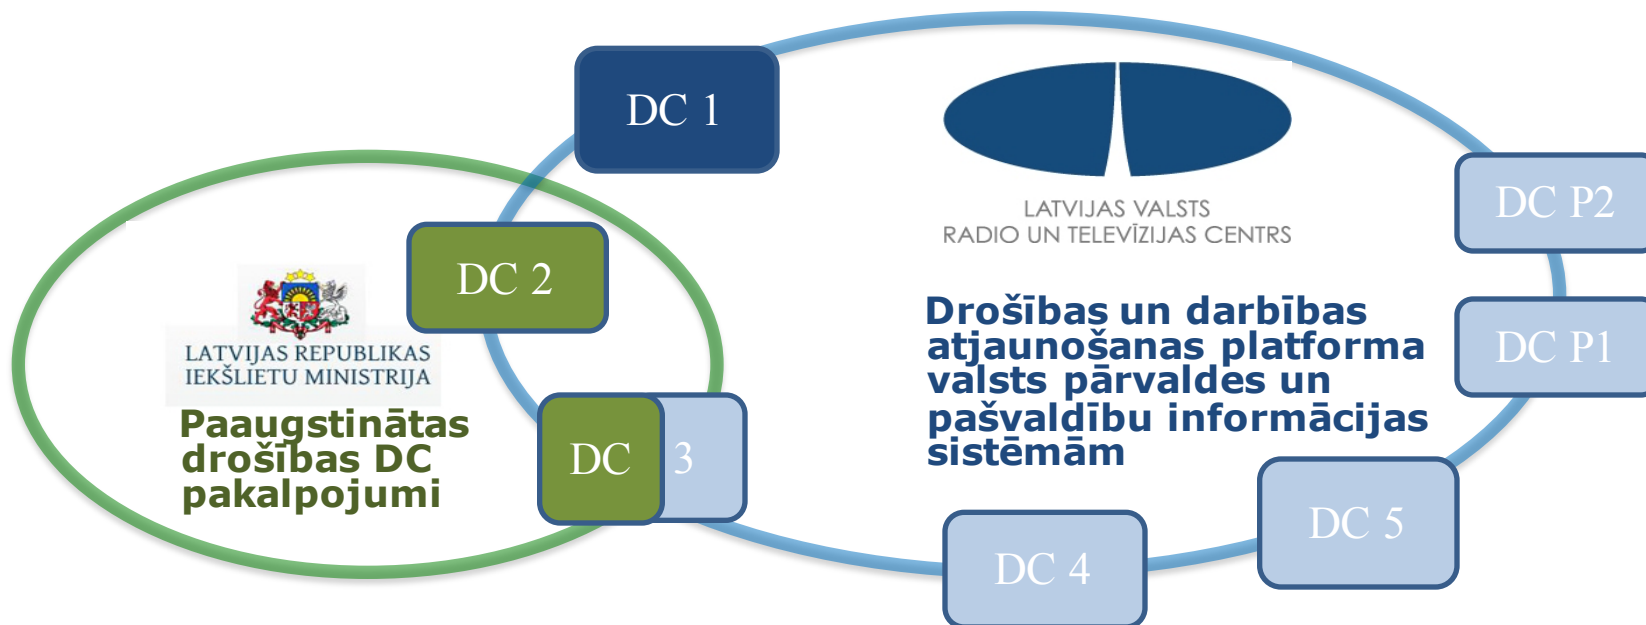 DC 1
LATVIJAS VALSTS
RADIO UN TELEVĪZIJAS CENTRS
DC P2
DC 2
LATVIJAS REPUBLIKAS
IEKŠLIETU MINISTRIJA
Paaugstinātas
drošības DC
pakalpojumi
Drošības un darbības
atjaunošanas platforma
valsts pārvaldes un
pašvaldību informācijas
sistēmām
DC P1
DC 3
DC 5
DC 4